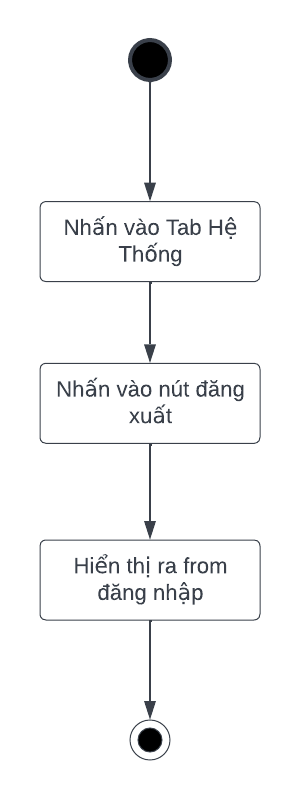 Nhấn vào Tab Hệ
Thống
Nhấn vào nút đăng
xuất
Hiển thị ra from
đăng nhập